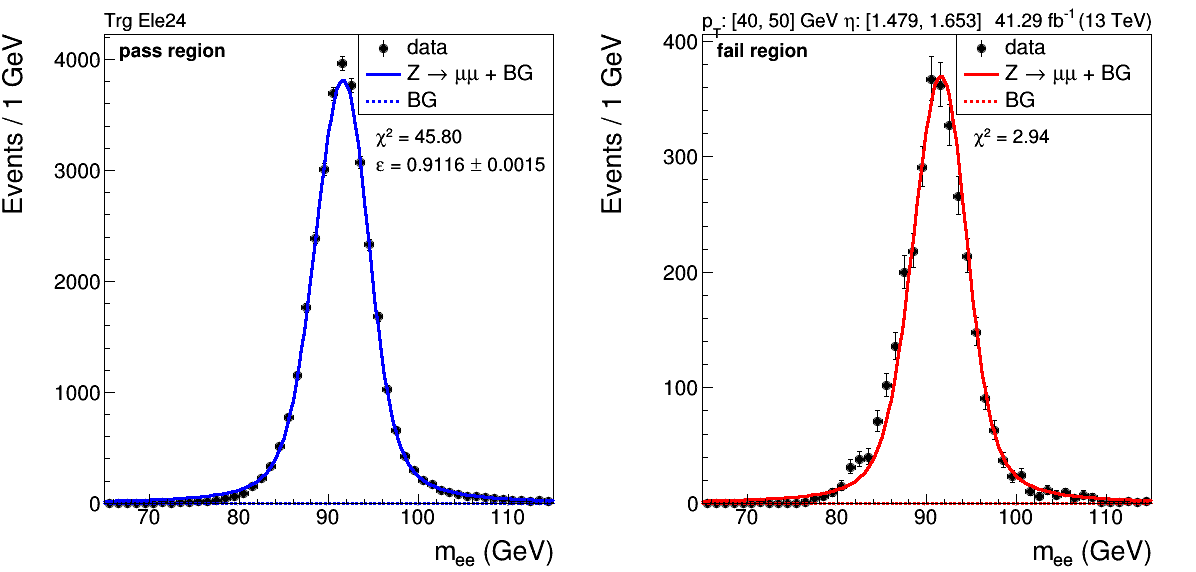 Trg Ele24
pass region
data
Z → μμ + BG
BG
χ² = 45.80
ε = 0.9116 ± 0.0015
Events / 1 GeV
4000
3000
2000
1000
0
70
80
90
100
110
mee (GeV)
pT: [40, 50] GeV η: [1.479, 1.653] 41.29 fb⁻¹ (13 TeV)
fail region
data
Z → μμ + BG
BG
χ² = 2.94
Events / 1 GeV
400
300
200
100
0
70
80
90
100
110
mee (GeV)